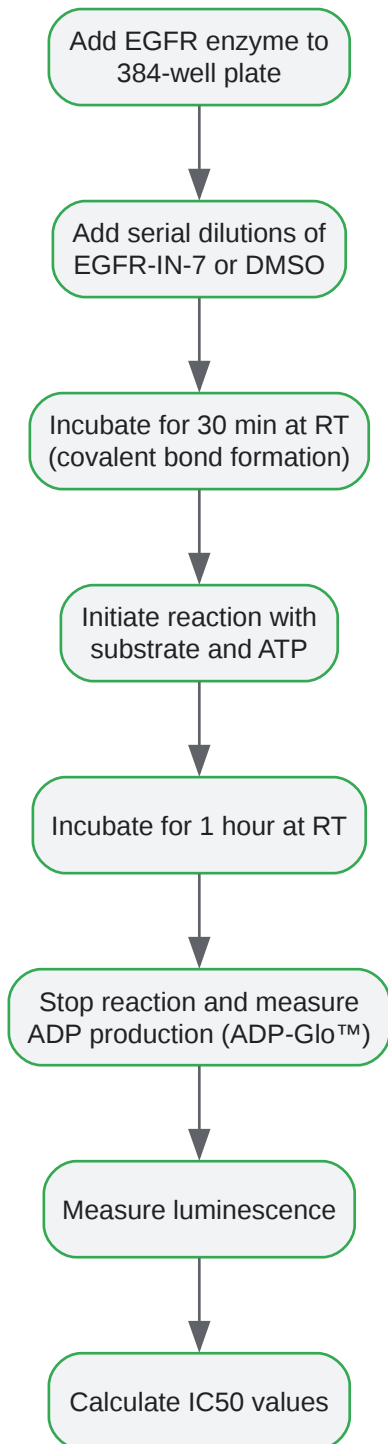 Add EGFR enzyme to
384-well plate
Add serial dilutions of
EGFR-IN-7 or DMSO
Incubate for 30 min at RT
(covalent bond formation)
Initiate reaction with
substrate and ATP
Incubate for 1 hour at RT
Stop reaction and measure
ADP production (ADP-Glo™)
Measure luminescence
Calculate IC50 values